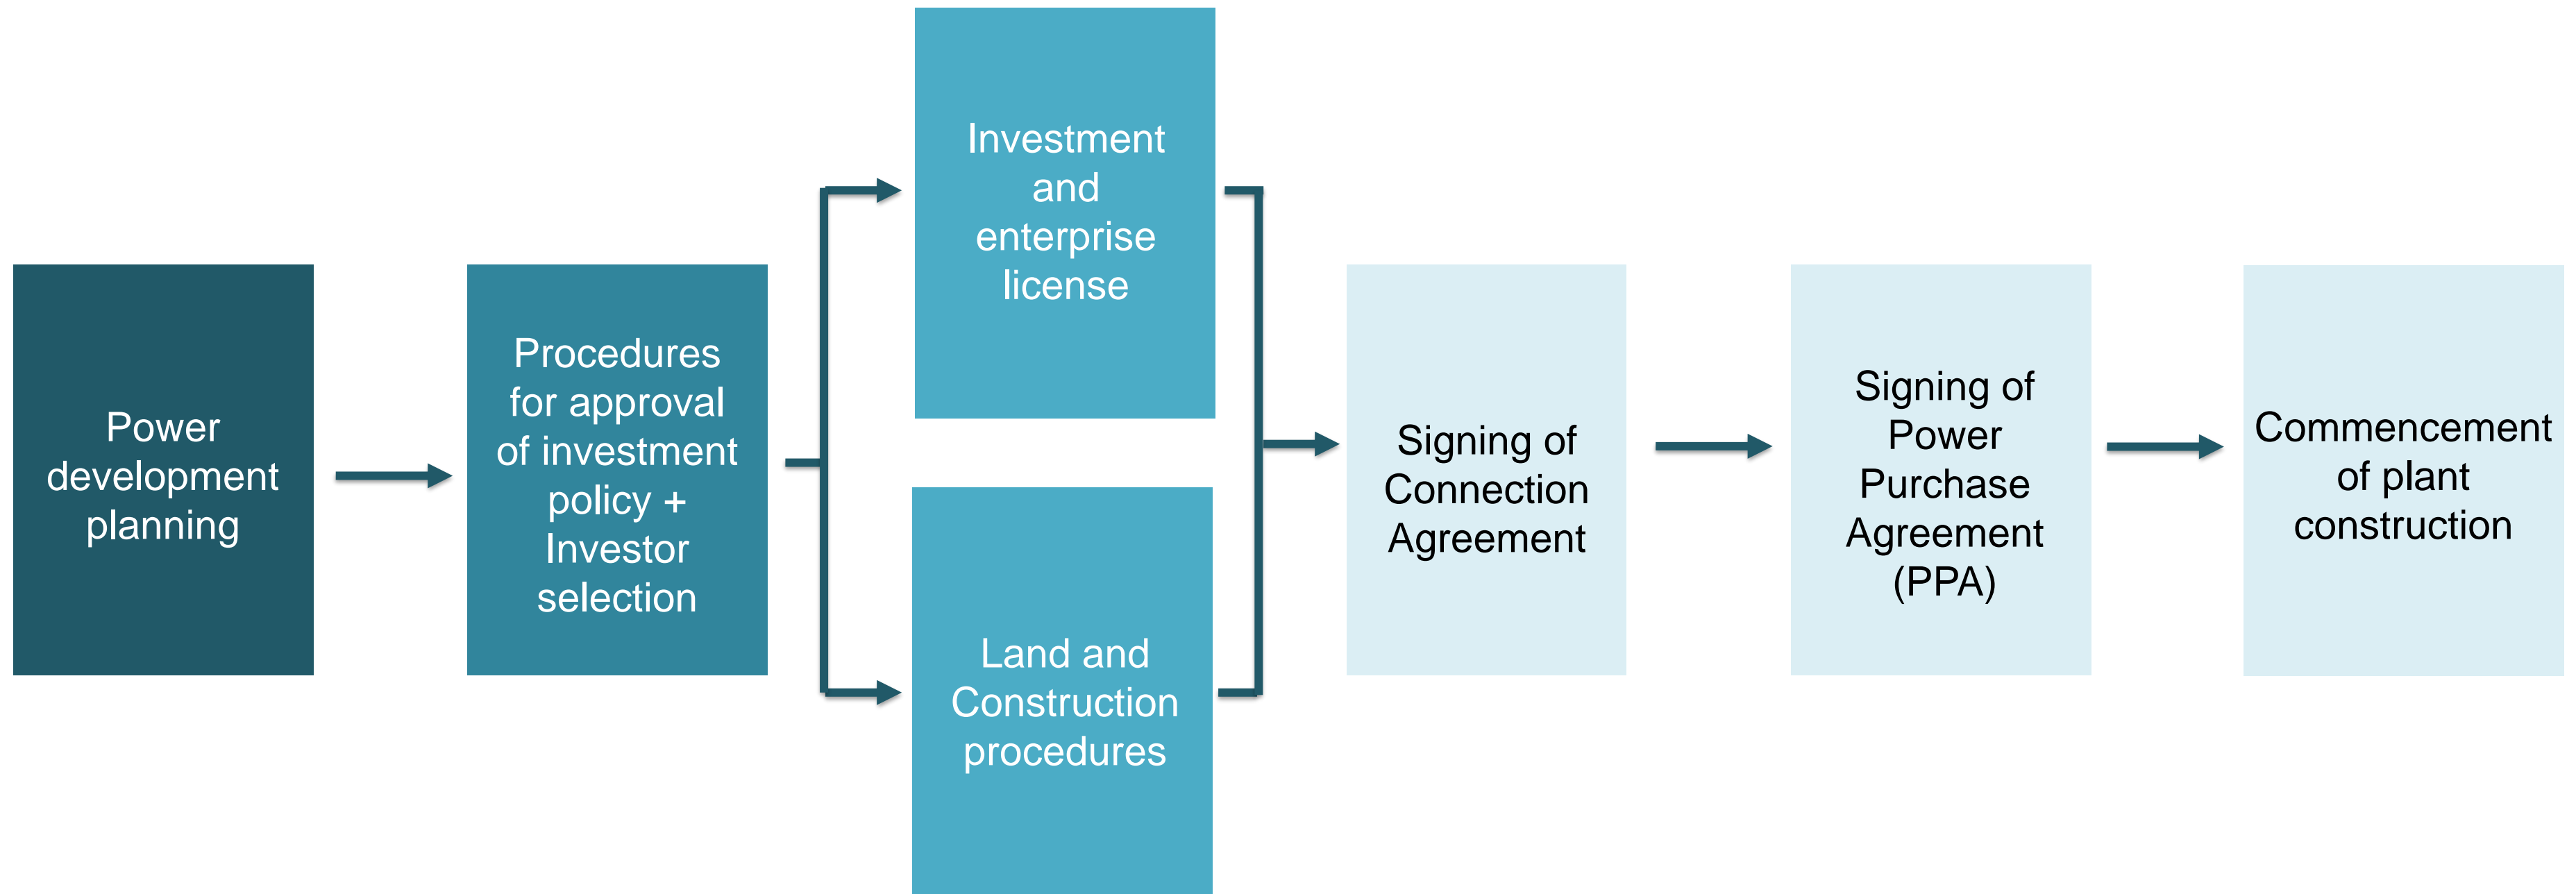 Power
development
planning
Procedures
for approval
of investment
policy +
Investor
selection
Investment
and
enterprise
license
Land and
Construction
procedures
Signing of
Connection
Agreement
Signing of
Power
Purchase
Agreement
(PPA)
Commencement
of plant
construction